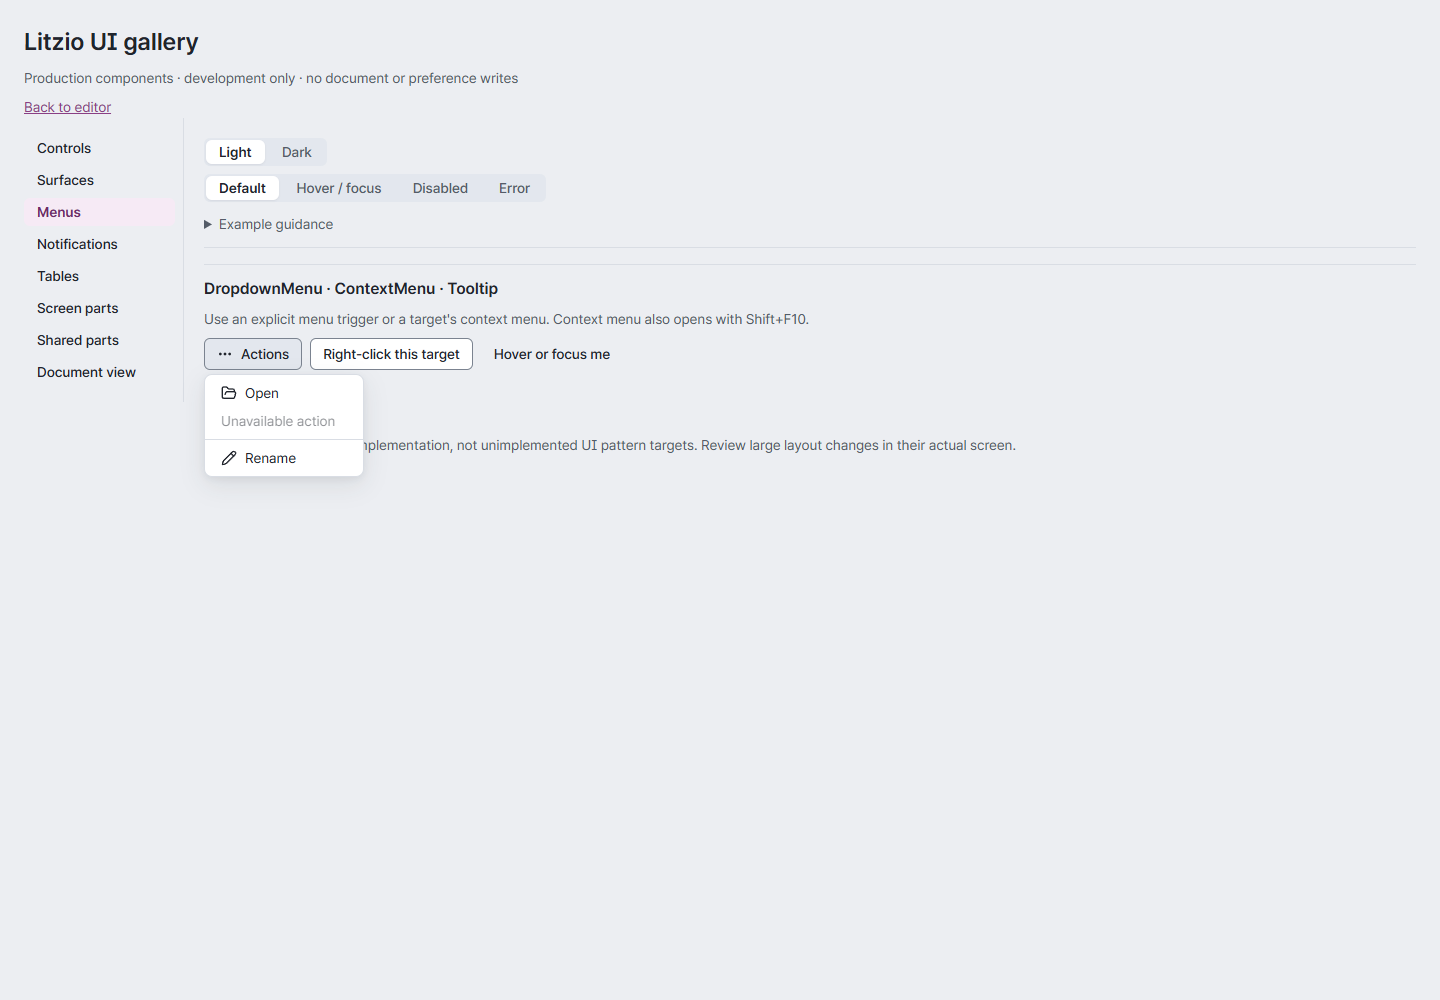 Litzio UI gallery
Production components · development only · no document or preference writes
Back to editor
Controls
Surfaces
Menus
Notifications
Tables
Screen parts
Shared parts
Document view
Light Dark
Default Hover / focus Disabled Error
Example guidance
DropdownMenu · ContextMenu · Tooltip
Use an explicit menu trigger or a target's context menu. Context menu also opens with Shift+F10.
Actions Right-click this target Hover or focus me
Open
Unavailable action
Rename
not unimplemented UI pattern targets. Review large layout changes in their actual screen.